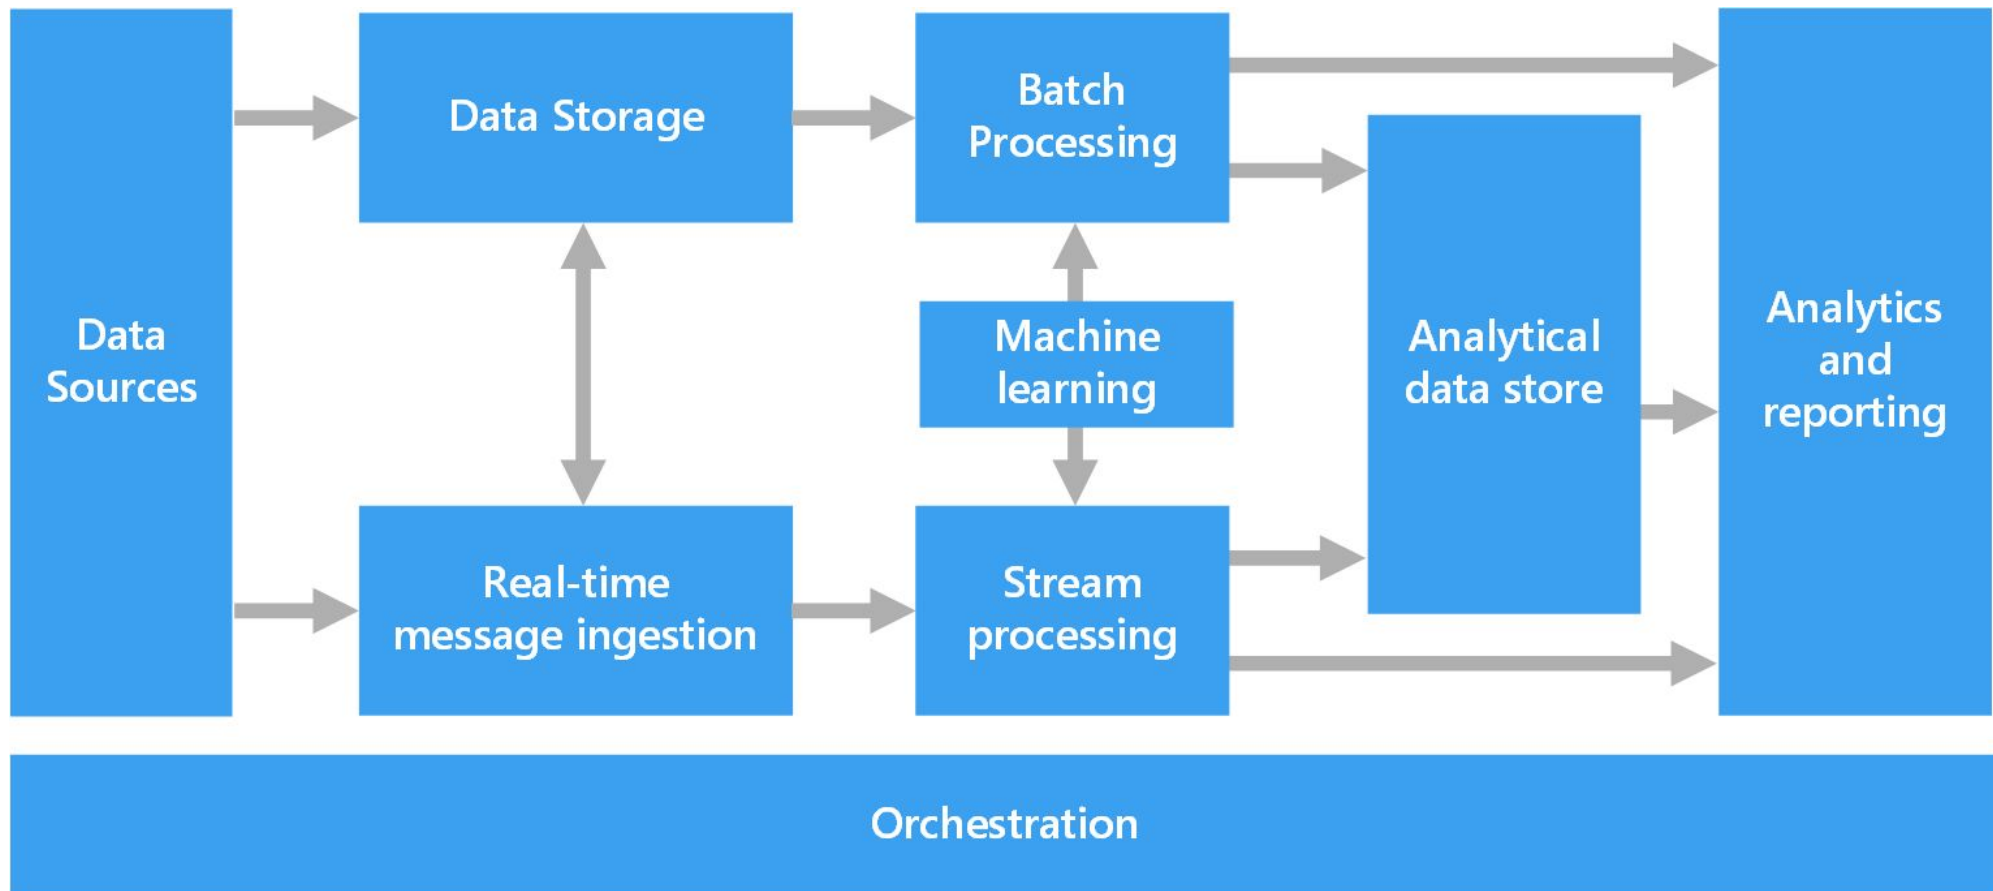 Data
Sources
Data Storage
Batch
Processing
Machine
learning
Real-time
message ingestion
Stream
processing
Analytical
data store
Analytics
and
reporting
Orchestration